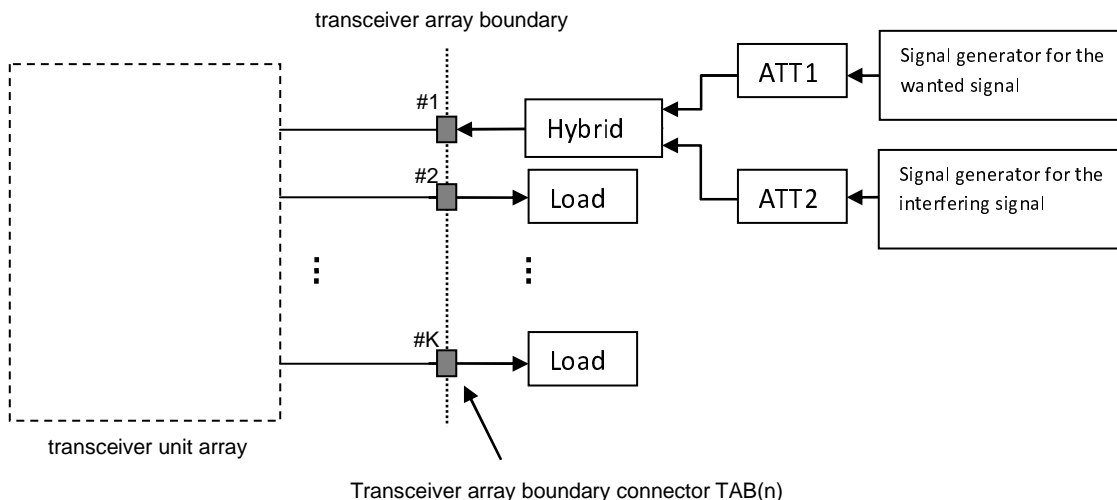 transceiver array boundary
#1
Hybrid
ATT1
Signal generator for the
wanted signal
#2
Load
ATT2
Signal generator for the
interfering signal
#K
Load
transceiver unit array
Transceiver array boundary connector TAB(n)